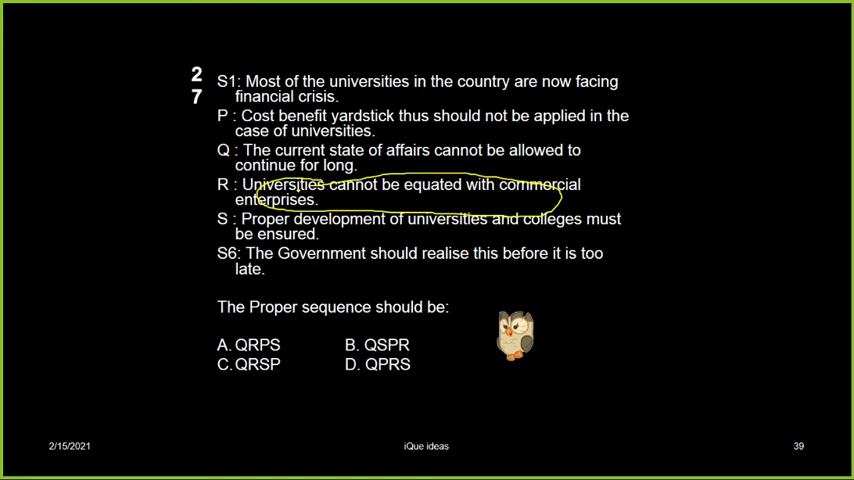 2
7
S1: Most of the universities in the country are now facing
financial crisis.
P : Cost benefit yardstick thus should not be applied in the
case of universities.
Q : The current state of affairs cannot be allowed to
continue for long.
R : Universities cannot be equated with commercial
enterprises.
S : Proper development of universities and colleges must
be ensured.
S6: The Government should realise this before it is too
late.
The Proper sequence should be:
A. QRPS B. QSPR
C. QRSP D. QPRS
2/15/2021 iQue ideas 39